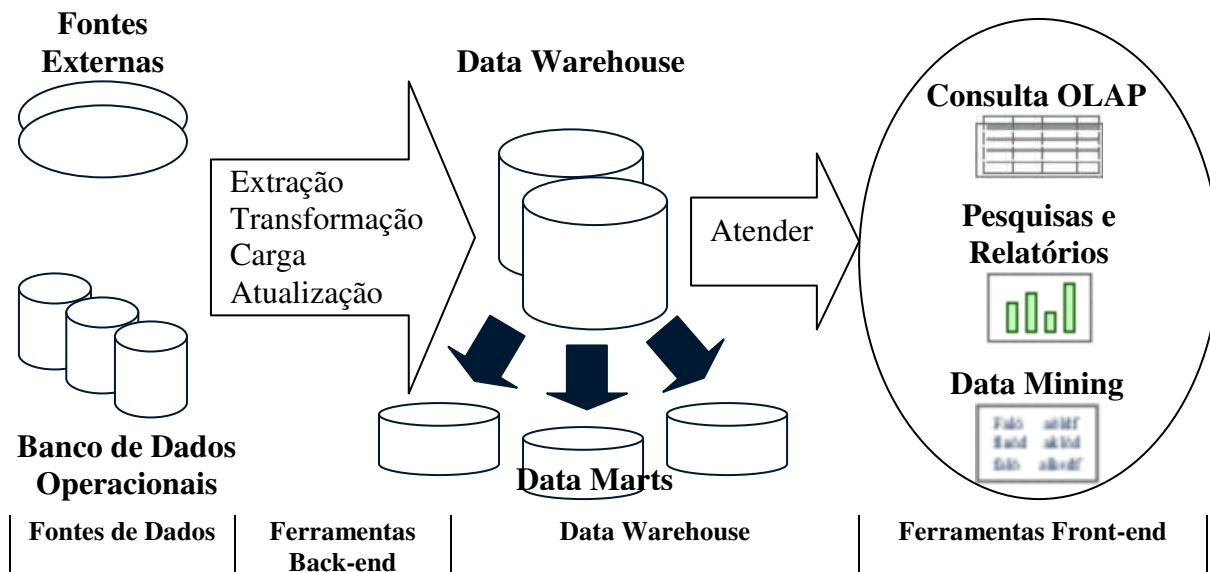 Fontes
Externas
Data Warehouse
Consulta OLAP
Extração
Transformação
Carga
Atualização
Atender
Pesquisas e
Relatórios
Data Mining
Banco de Dados
Operacionais
Data Marts
Fontes de Dados
Ferramentas
Back-end
Data Warehouse
Ferramentas Front-end